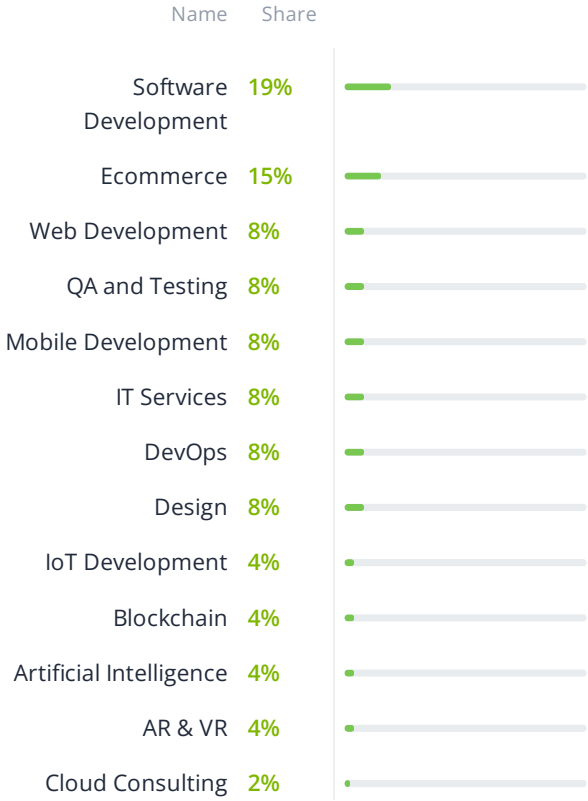 Name Share
Software 19%
Development
Ecommerce 15%
Web Development 8%
QA and Testing 8%
Mobile Development 8%
IT Services 8%
DevOps 8%
Design 8%
IoT Development 4%
Blockchain 4%
Artificial Intelligence 4%
AR & VR 4%
Cloud Consulting 2%